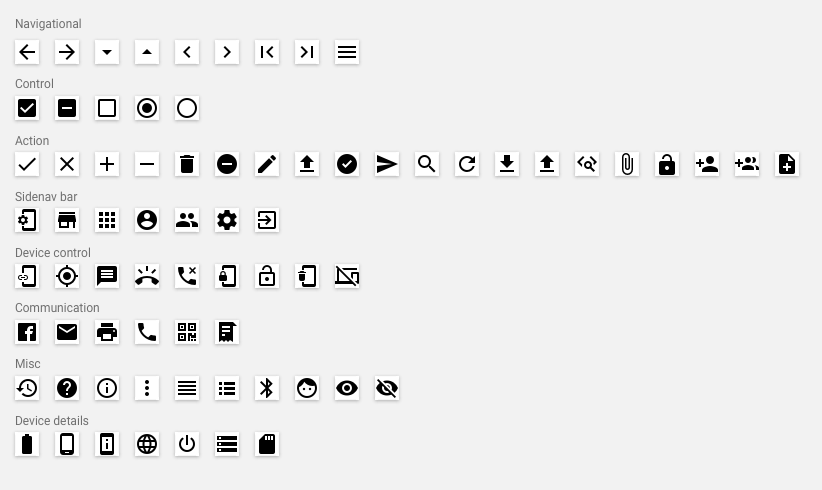 Navigational
Control
Action
Sidenav bar
Device control
Communication
Misc
Device details